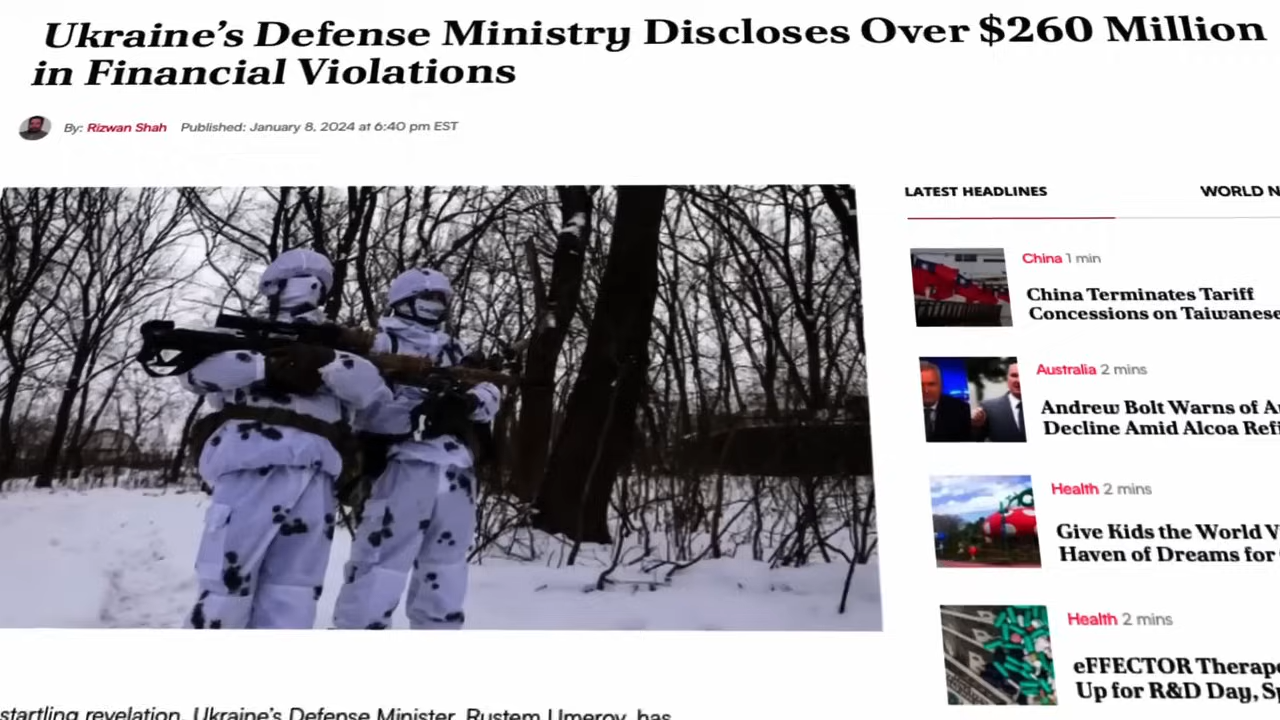 Ukraine's Defense Ministry Discloses Over $260 Million
in Financial Violations
By: Rizwan Shah Published: January 8, 2024 at 6:40 pm EST
LATEST HEADLINES
WORLD
China 1 min
China Terminates Tariff
Concessions on Taiwanese
Australia 2 mins
Andrew Bolt Warns of
Decline Amid Alcoa
Health 2 mins
Give Kids the World
Haven of Dreams for
Health 2 mins
eFFECTOR
Up for R&D Day,
startling revelation, Ukraine's Defense Minister, Rustem Umerov, has